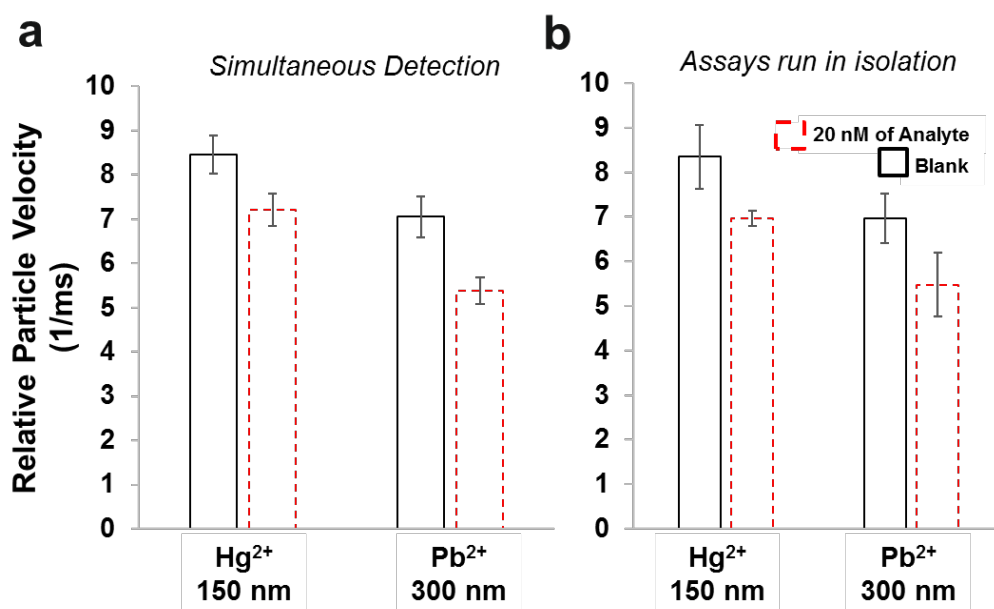 a
Simultaneous Detection
Relative Particle Velocity
(1/ms)
10
9
8
7
6
5
4
3
2
1
0
Hg²⁺
150 nm
Pb²⁺
300 nm
b
Assays run in isolation
20 nM of Analyte
Blank
10
9
8
7
6
5
4
3
2
1
0
Hg²⁺
150 nm
Pb²⁺
300 nm